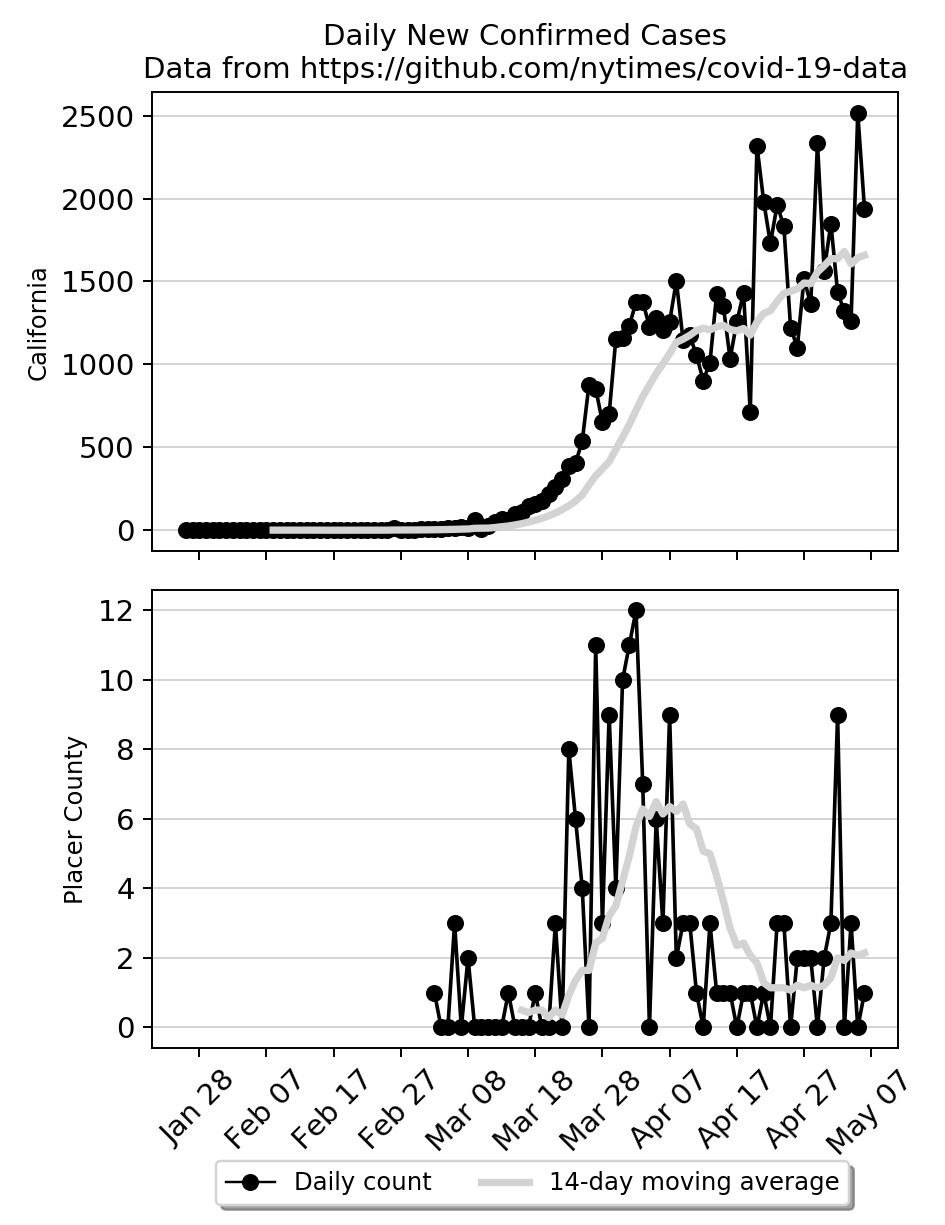 Daily New Confirmed Cases
Data from https://github.com/nytimes/covid-19-data
2500
2000
1500
1000
500
0
California
12
10
8
6
4
2
0
Placer County
Jan 28
Feb 07
Feb 17
Feb 27
Mar 08
Mar 18
Mar 28
Apr 07
Apr 17
Apr 27
May 07
Daily count
14-day moving average